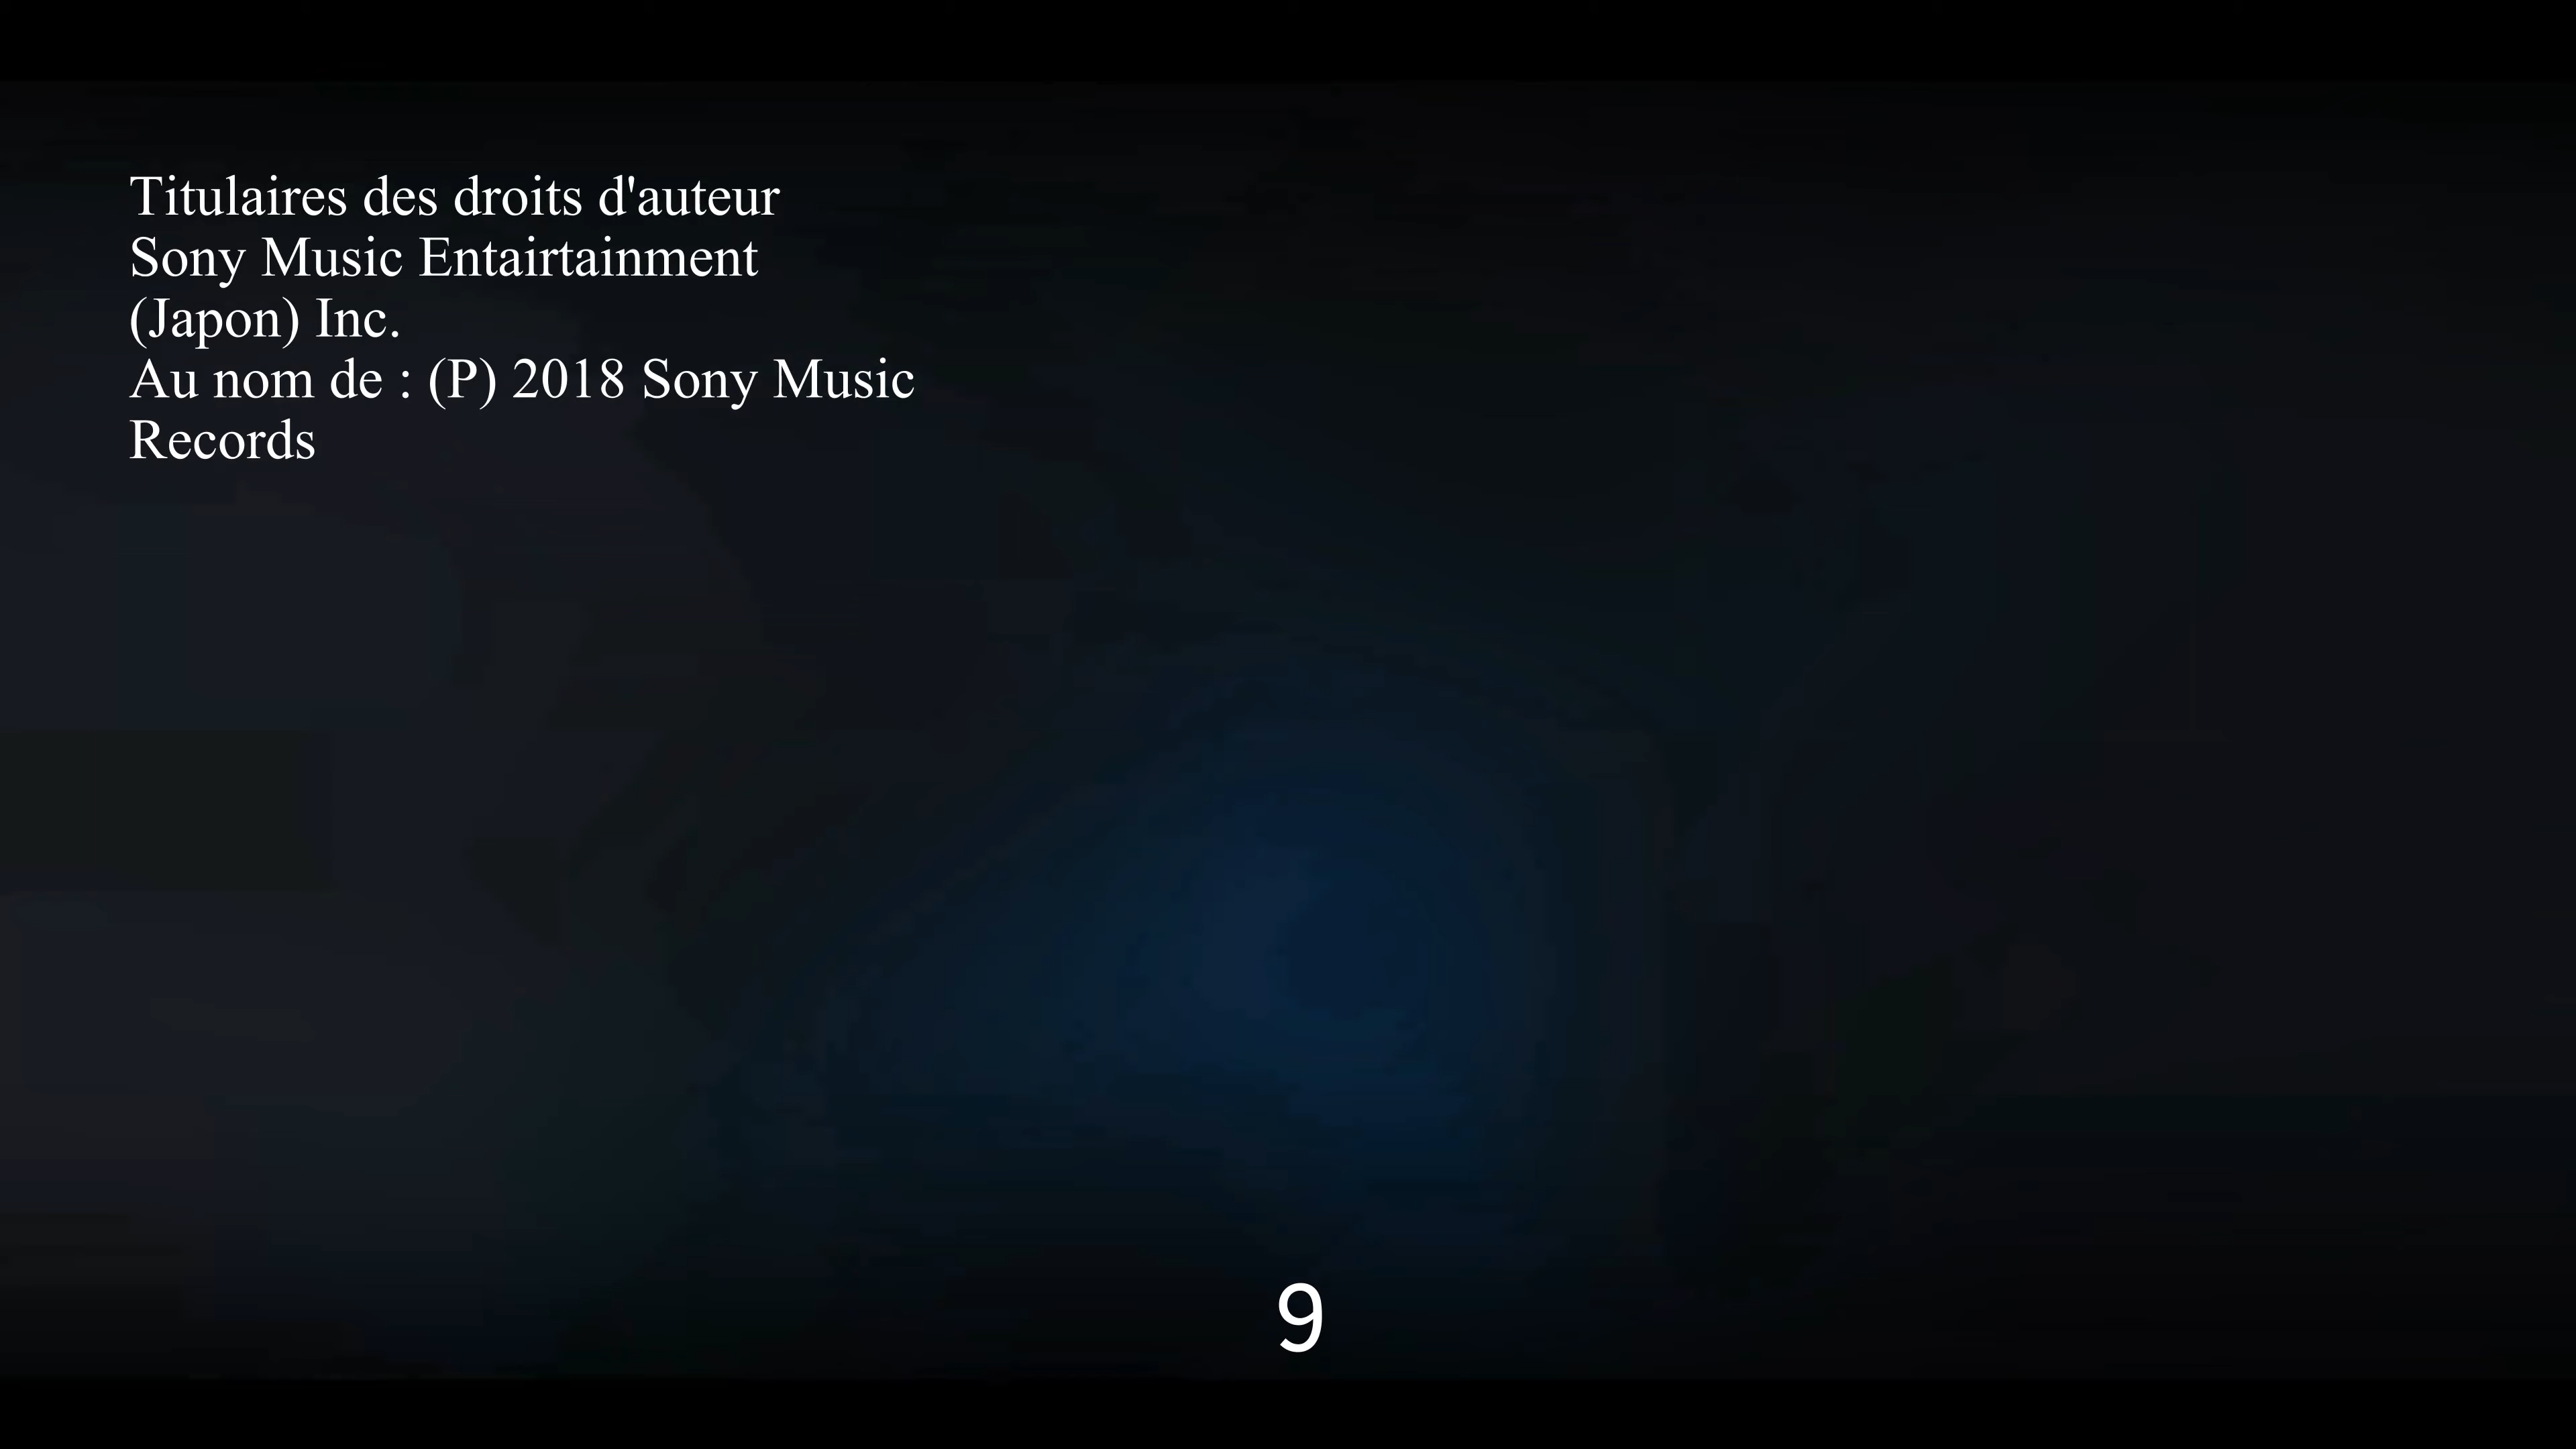 Titulaires des droits d'auteur
Sony Music Entairtainment
(Japon) Inc.
Au nom de : (P) 2018 Sony Music
Records
9